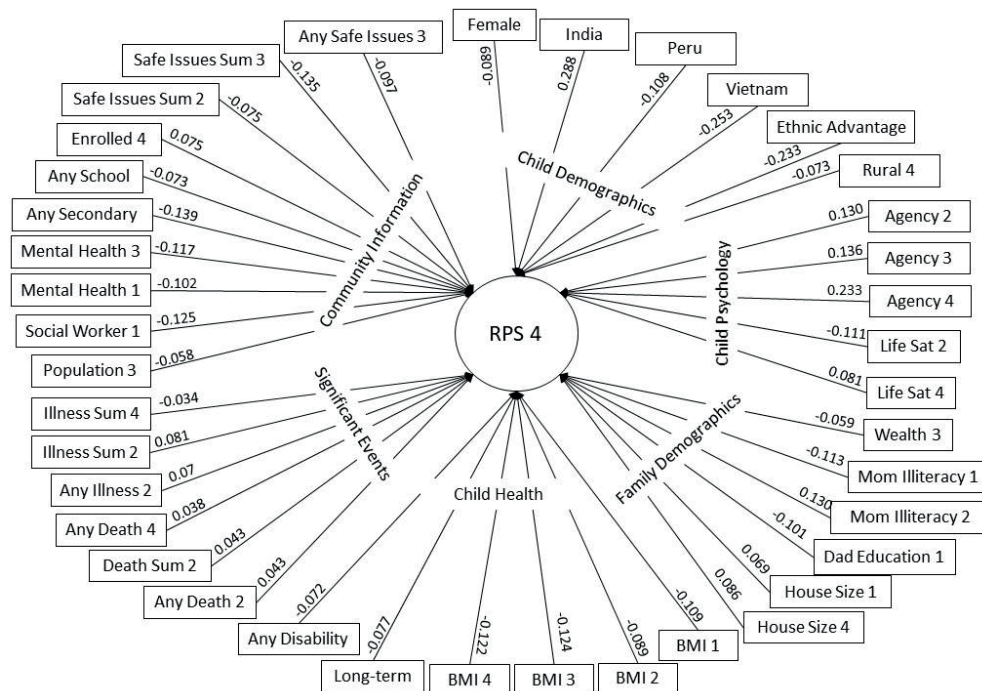 Female
-0.089
India
0.288
Peru
-0.108
Vietnam
-0.253
Ethnic Advantage
-0.233
Rural 4
-0.073
Child Demographics
Agency 2
0.130
Agency 3
0.136
Agency 4
0.233
Life Sat 2
-0.111
Life Sat 4
0.081
Child Psychology
Wealth 3
-0.059
Mom Illiteracy 1
-0.113
Mom Illiteracy 2
0.130
Dad Education 1
-0.101
House Size 1
0.069
House Size 4
0.086
Family Demographics
BMI 1
-0.109
BMI 2
-0.089
BMI 3
-0.124
BMI 4
-0.122
Long-term
-0.077
Any Disability
-0.072
Child Health
Any Death 2
0.043
Death Sum 2
0.043
Any Death 4
0.038
Any Illness 2
0.07
Illness Sum 2
0.081
Illness Sum 4
-0.034
Significant Events
Population 3
-0.058
Social Worker 1
-0.125
Mental Health 1
-0.102
Mental Health 3
-0.117
Any Secondary
-0.139
Any School
-0.073
Enrolled 4
0.075
Safe Issues Sum 2
-0.075
Safe Issues Sum 3
-0.135
Any Safe Issues 3
-0.097
Community Information
RPS 4